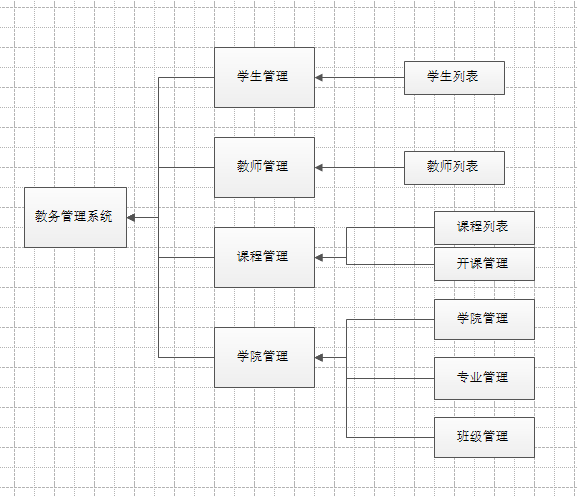 学生管理
学生列表
教师管理
教师列表
教务管理系统
课程管理
课程列表
开课管理
学院管理
学院管理
专业管理
班级管理